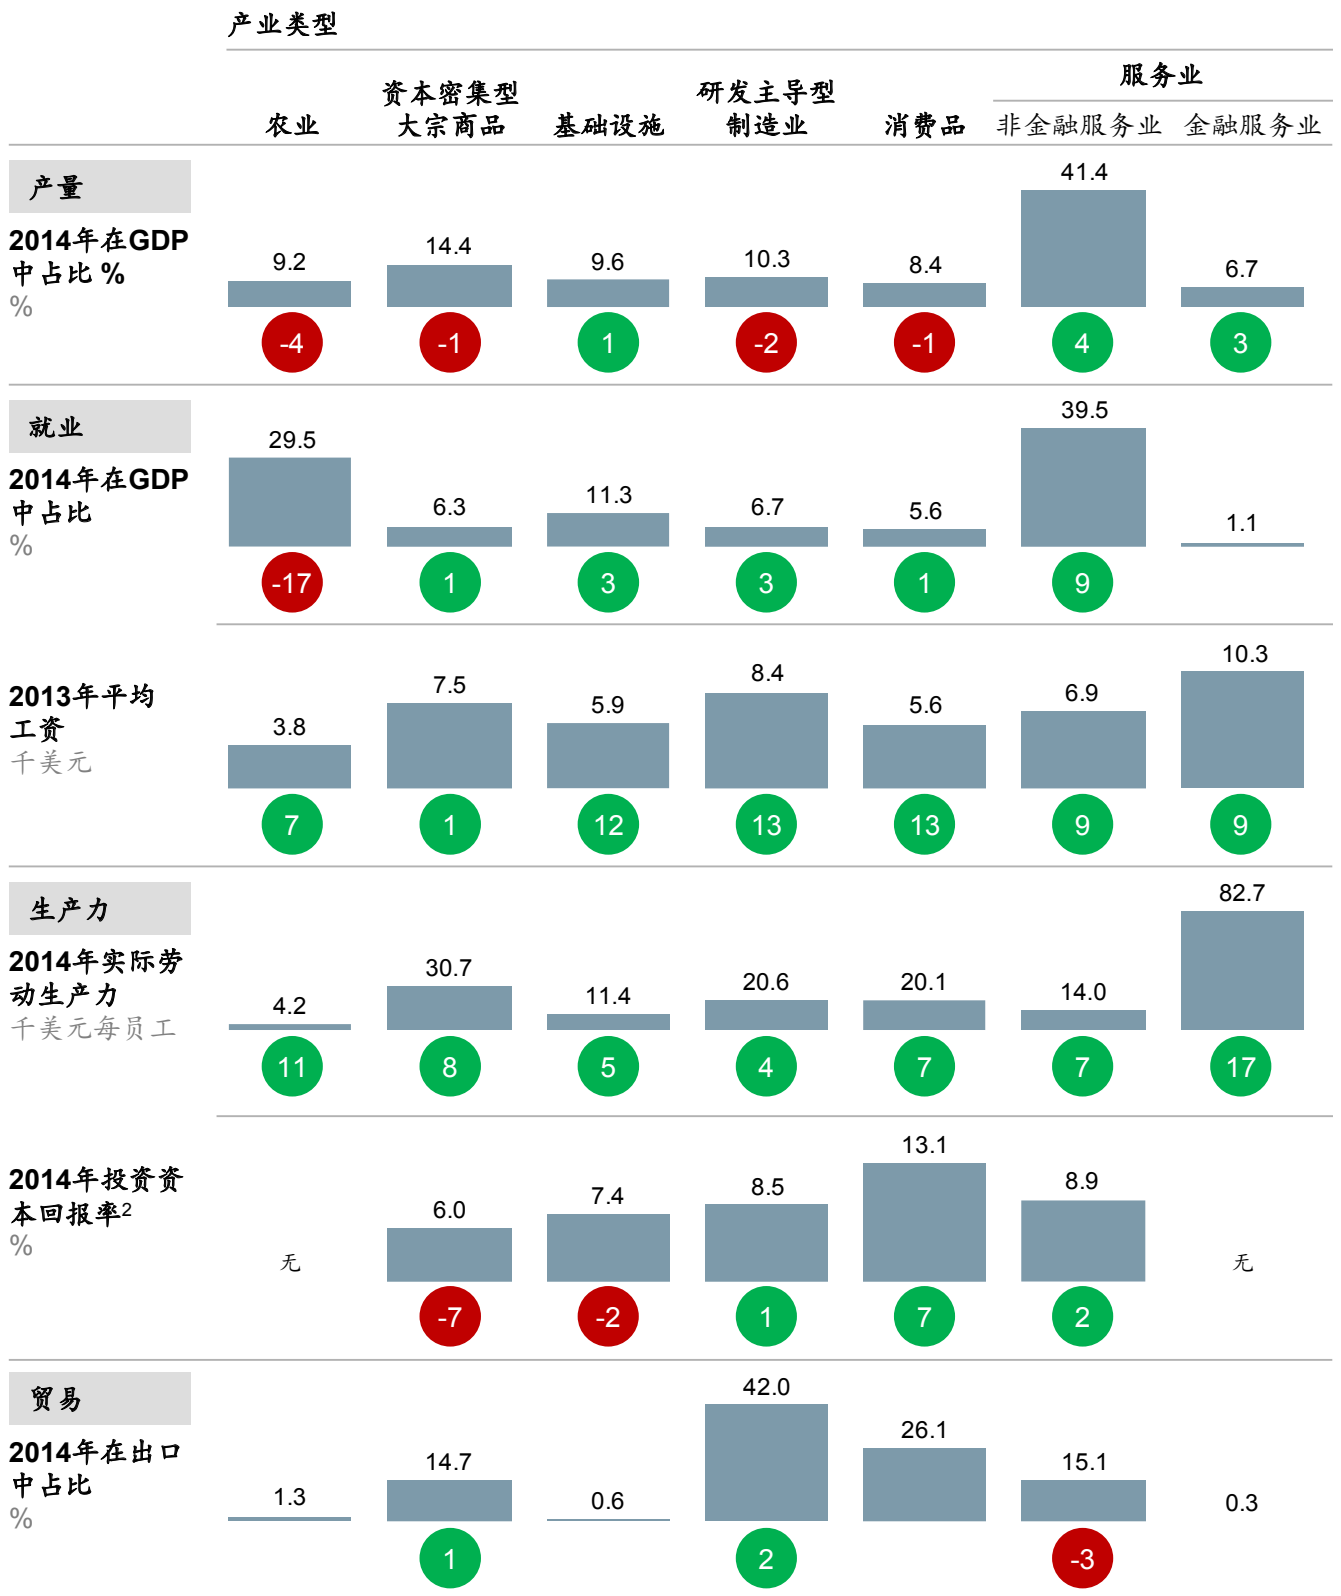 产业类型
服务业
农业
资本密集型
大宗商品
基础设施
研发主导型
制造业
消费品
非金融服务业
金融服务业
产量
2014年在GDP
中占比 %
%
9.2
14.4
9.6
10.3
8.4
41.4
6.7
-4
-1
1
-2
-1
4
3
就业
2014年在GDP
中占比
%
29.5
6.3
11.3
6.7
5.6
39.5
1.1
-17
1
3
3
1
9
2013年平均
工资
千美元
3.8
7.5
5.9
8.4
5.6
6.9
10.3
7
1
12
13
13
9
9
生产力
2014年实际劳
动生产力
千美元每员工
4.2
30.7
11.4
20.6
20.1
14.0
82.7
11
8
5
4
7
7
17
2014年投资资
本回报率2
%
无
6.0
7.4
8.5
13.1
8.9
无
-7
-2
1
7
2
贸易
2014年在出口
中占比
%
1.3
14.7
0.6
42.0
26.1
15.1
0.3
1
2
-3